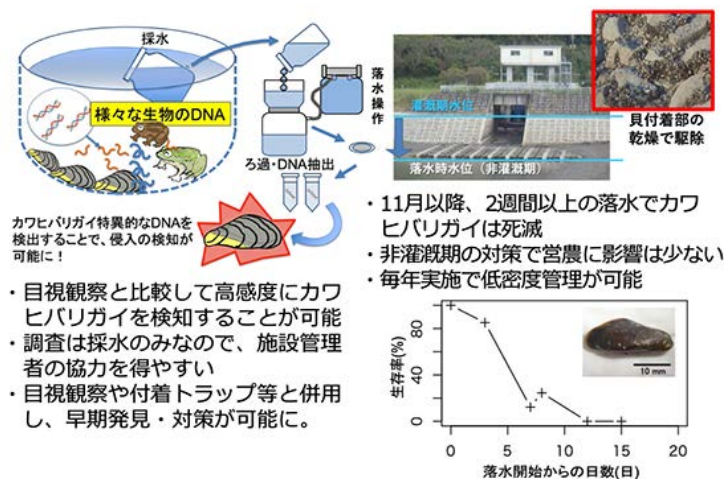 採水
様々な生物のDNA
カワヒバリガイ特異的なDNAを
検出することで、侵入の検知が
可能に！
ろ過・DNA抽出
・目視観察と比較して高感度にカワ
ヒバリガイを検知することが可能
・調査は採水のみなので、施設管理
者の協力を得やすい
・目視観察や付着トラップ等と併用
し、早期発見・対策が可能に。
落水操作
灌漑期水位
落水時水位（非灌漑期）
貝付着部の
乾燥で駆除
・11月以降、2週間以上の落水でカワ
ヒバリガイは死滅
・非灌漑期の対策で営農に影響は少ない
・毎年実施で低密度管理が可能
生存率(%)
80
40
0
10 mm
0 5 10 15 20
落水開始からの日数(日)